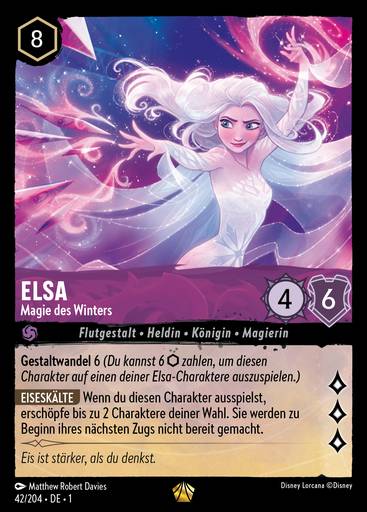 8
ELSA
Magie des Winters
4
6
Flutgestalt • Heldin • Königin • Magierin
Gestaltwandel 6 (Du kannst 6 ⬡ zahlen, um diesen
Charakter auf einen deiner Elsa-Charaktere auszuspielen.)
EISESKÄLTE Wenn du diesen Charakter ausspielst,
erschöpfe bis zu 2 Charaktere deiner Wahl. Sie werden zu
Beginn ihres nächsten Zugs nicht bereit gemacht.
Eis ist stärker, als du denkst.
Matthew Robert Davies
42/204 • DE • 1
Disney Lorcana ©Disney